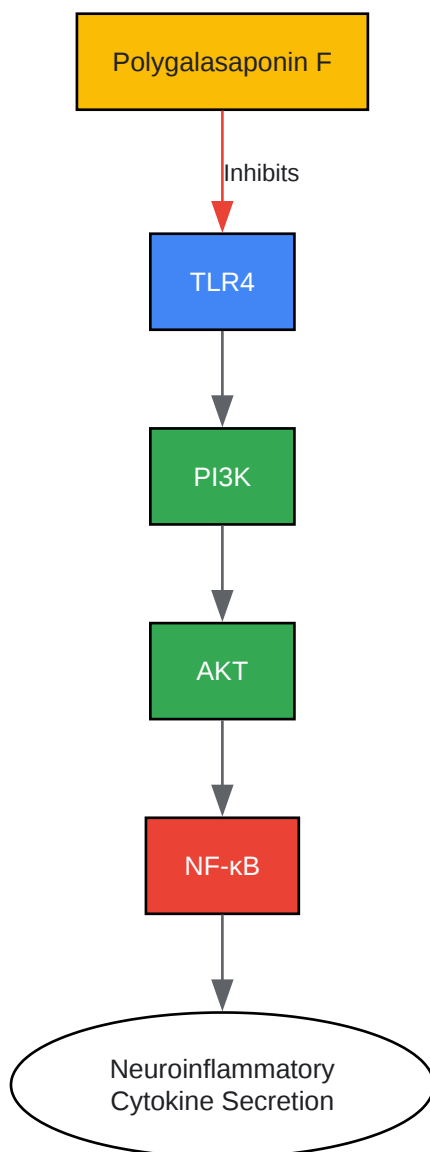 Polygalasaponin F
Inhibits
TLR4
PI3K
AKT
NF-κB
Neuroinflammatory
Cytokine Secretion